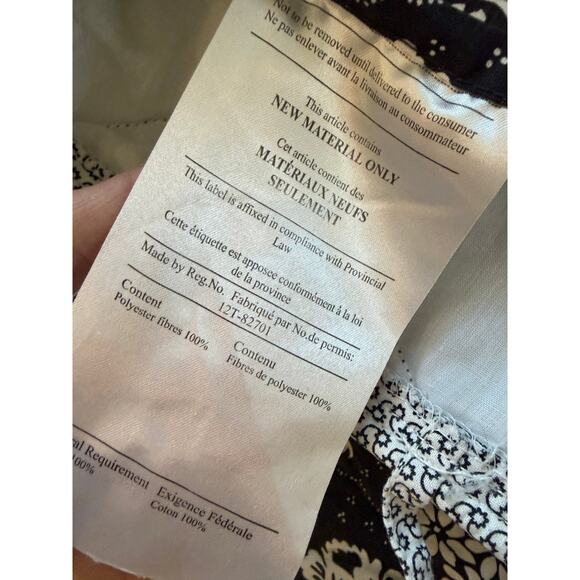 Not to be removed until delivered to the consumer
Ne pas enlever avant la livraison au consommateur
This article contains
NEW MATERIAL ONLY
Cet article contient des
MATÉRIAUX NEUFS
SEULEMENT
This label is affixed in compliance with Provincial
Law
Cette étiquette est apposee conformément á la loi
de la province
Made by Reg.No. Fabriqué par No.de permis:
12T-82701
Content
Polyester fibres 100%
Contenu
Fibres de polyester 100%
Requirement
100%
Exigence Fédérale
Coton 100%